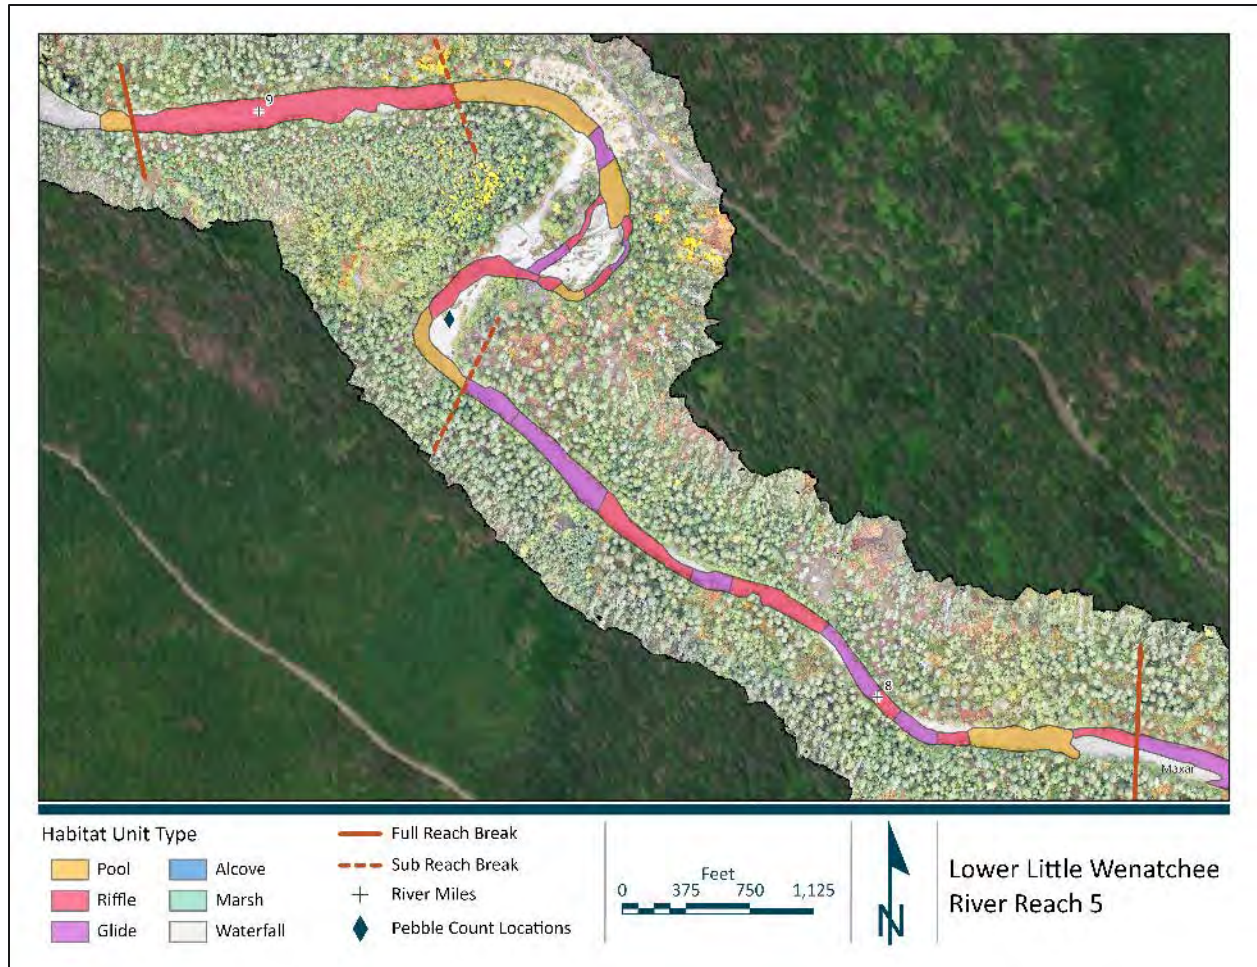 9
8
Maxar
Habitat Unit Type
Pool
Riffle
Glide
Alcove
Marsh
Waterfall
Full Reach Break
Sub Reach Break
River Miles
Pebble Count Locations
Feet
0 375 750 1,125
N
Lower Little Wenatchee
River Reach 5